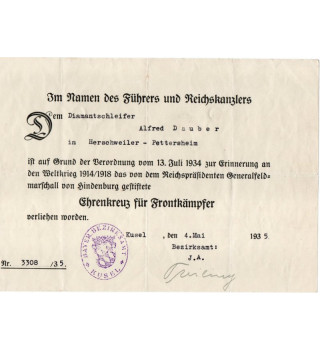 Im Namen des Führers und Reichskanzlers
Dem Diamantschleifer
Alfred Dauber
in Herschweiler - Pettersheim
ist auf Grund der Verordnung vom 13. Juli 1934 zur Erinnerung an
den Weltkrieg 1914/1918 das von dem Reichspräsidenten Generalfeld-
marschall von Hindenburg gestiftete
Ehrenkreuz für Frontkämpfer
verliehen worden.
Kusel, den 4.Mai 1935.
Bezirksamt:
J.A.
Nr. 3308 /35.
BAYER. BEZIRKSAMT
KUSEL